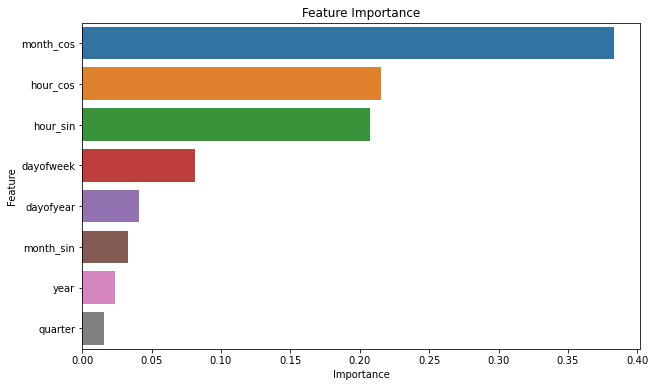 Feature Importance
Feature
month_cos
hour_cos
hour_sin
dayofweek
dayofyear
month_sin
year
quarter
0.00 0.05 0.10 0.15 0.20 0.25 0.30 0.35 0.40
Importance